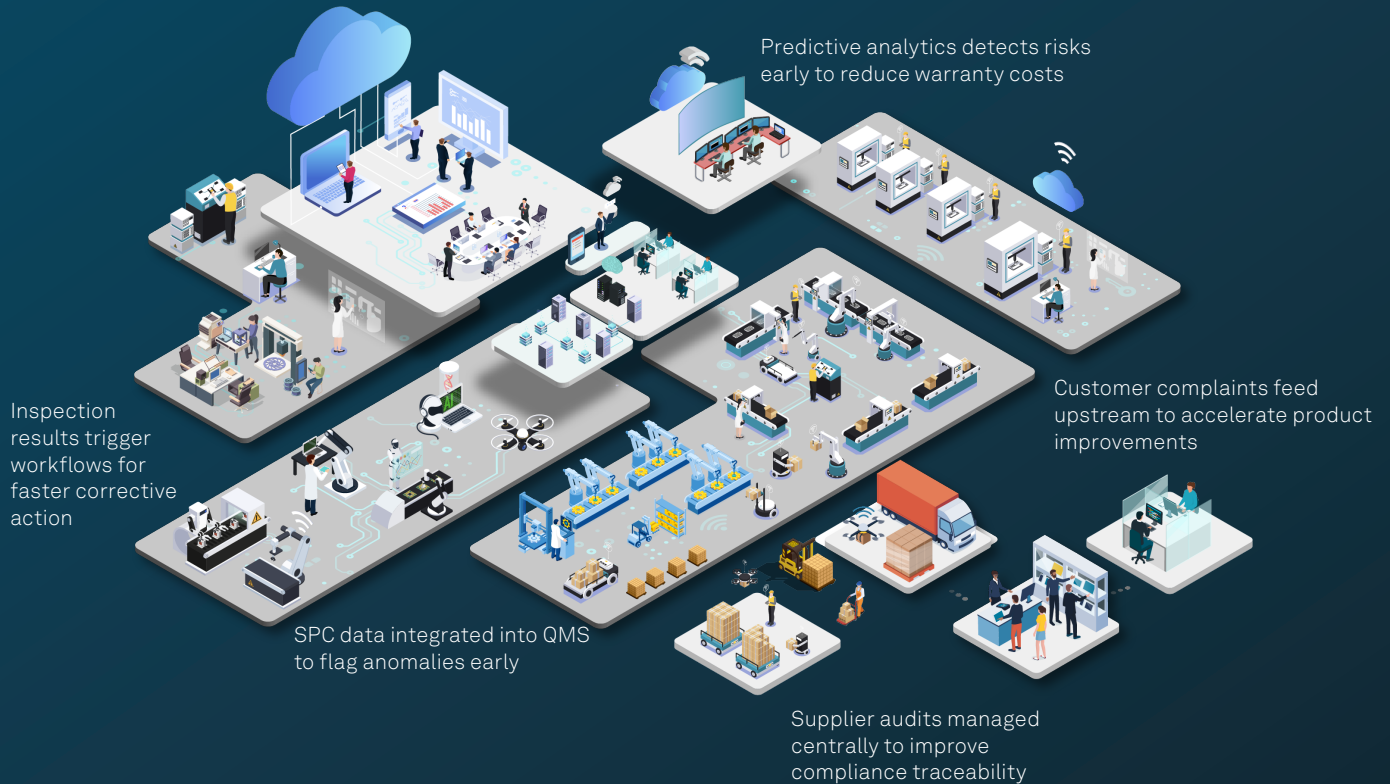 Predictive analytics detects risks
early to reduce warranty costs
Customer complaints feed
upstream to accelerate product
improvements
Inspection
results trigger
workflows for
faster corrective
action
SPC data integrated into QMS
to flag anomalies early
Supplier audits managed
centrally to improve
compliance traceability